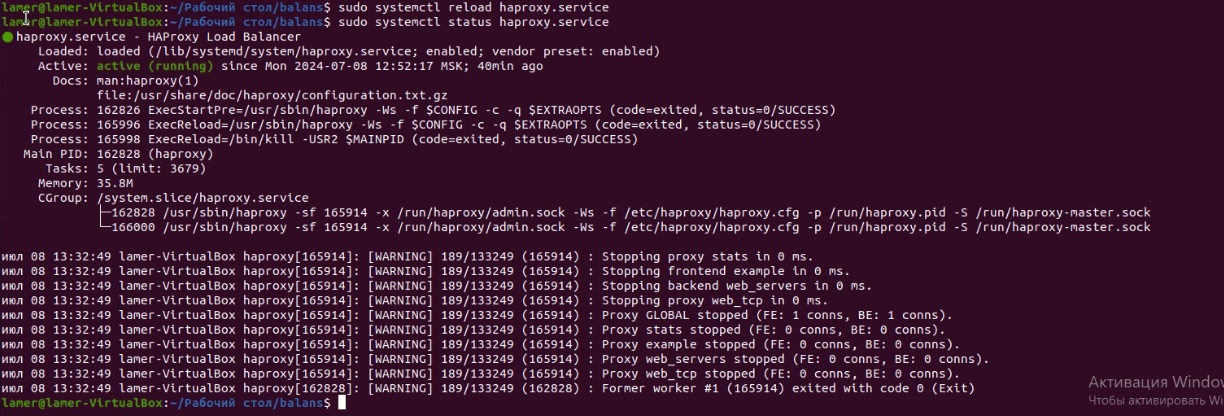 lamer@lamer-VirtualBox:~/Рабочий стол/balans$ sudo systemctl reload haproxy.service
lamer@lamer-VirtualBox:~/Рабочий стол/balans$ sudo systemctl status haproxy.service
● haproxy.service - HAProxy Load Balancer
Loaded: loaded (/lib/systemd/system/haproxy.service; enabled; vendor preset: enabled)
Active: active (running) since Mon 2024-07-08 12:52:17 MSK; 40min ago
Docs: man:haproxy(1)
file:/usr/share/doc/haproxy/configuration.txt.gz
Process: 162826 ExecStartPre=/usr/sbin/haproxy -Ws -f $CONFIG -c -q $EXTRAOPTS (code=exited, status=0/SUCCESS)
Process: 165996 ExecReload=/usr/sbin/haproxy -Ws -f $CONFIG -c -q $EXTRAOPTS (code=exited, status=0/SUCCESS)
Process: 165998 ExecReload=/bin/kill -USR2 $MAINPID (code=exited, status=0/SUCCESS)
Main PID: 162828 (haproxy)
Tasks: 5 (limit: 3679)
Memory: 35.8M
CGroup: /system.slice/haproxy.service
├─162828 /usr/sbin/haproxy -sf 165914 -x /run/haproxy/admin.sock -Ws -f /etc/haproxy/haproxy.cfg -p /run/haproxy.pid -S /run/haproxy-master.sock
└─166000 /usr/sbin/haproxy -sf 165914 -x /run/haproxy/admin.sock -Ws -f /etc/haproxy/haproxy.cfg -p /run/haproxy.pid -S /run/haproxy-master.sock
июл 08 13:32:49 lamer-VirtualBox haproxy[165914]: [WARNING] 189/133249 (165914) : Stopping proxy stats in 0 ms.
июл 08 13:32:49 lamer-VirtualBox haproxy[165914]: [WARNING] 189/133249 (165914) : Stopping frontend example in 0 ms.
июл 08 13:32:49 lamer-VirtualBox haproxy[165914]: [WARNING] 189/133249 (165914) : Stopping backend web_servers in 0 ms.
июл 08 13:32:49 lamer-VirtualBox haproxy[165914]: [WARNING] 189/133249 (165914) : Stopping proxy web_tcp in 0 ms.
июл 08 13:32:49 lamer-VirtualBox haproxy[165914]: [WARNING] 189/133249 (165914) : Proxy GLOBAL stopped (FE: 1 conns, BE: 1 conns).
июл 08 13:32:49 lamer-VirtualBox haproxy[165914]: [WARNING] 189/133249 (165914) : Proxy stats stopped (FE: 0 conns, BE: 0 conns).
июл 08 13:32:49 lamer-VirtualBox haproxy[165914]: [WARNING] 189/133249 (165914) : Proxy example stopped (FE: 0 conns, BE: 0 conns).
июл 08 13:32:49 lamer-VirtualBox haproxy[165914]: [WARNING] 189/133249 (165914) : Proxy web_servers stopped (FE: 0 conns, BE: 0 conns).
июл 08 13:32:49 lamer-VirtualBox haproxy[165914]: [WARNING] 189/133249 (165914) : Proxy web_tcp stopped (FE: 0 conns, BE: 0 conns).
июл 08 13:32:49 lamer-VirtualBox haproxy[162828]: [WARNING] 189/133249 (162828) : Former worker #1 (165914) exited with code 0 (Exit)
lamer@lamer-VirtualBox:~/Рабочий стол/balans$
Активация Window
Чтобы активировать Wi